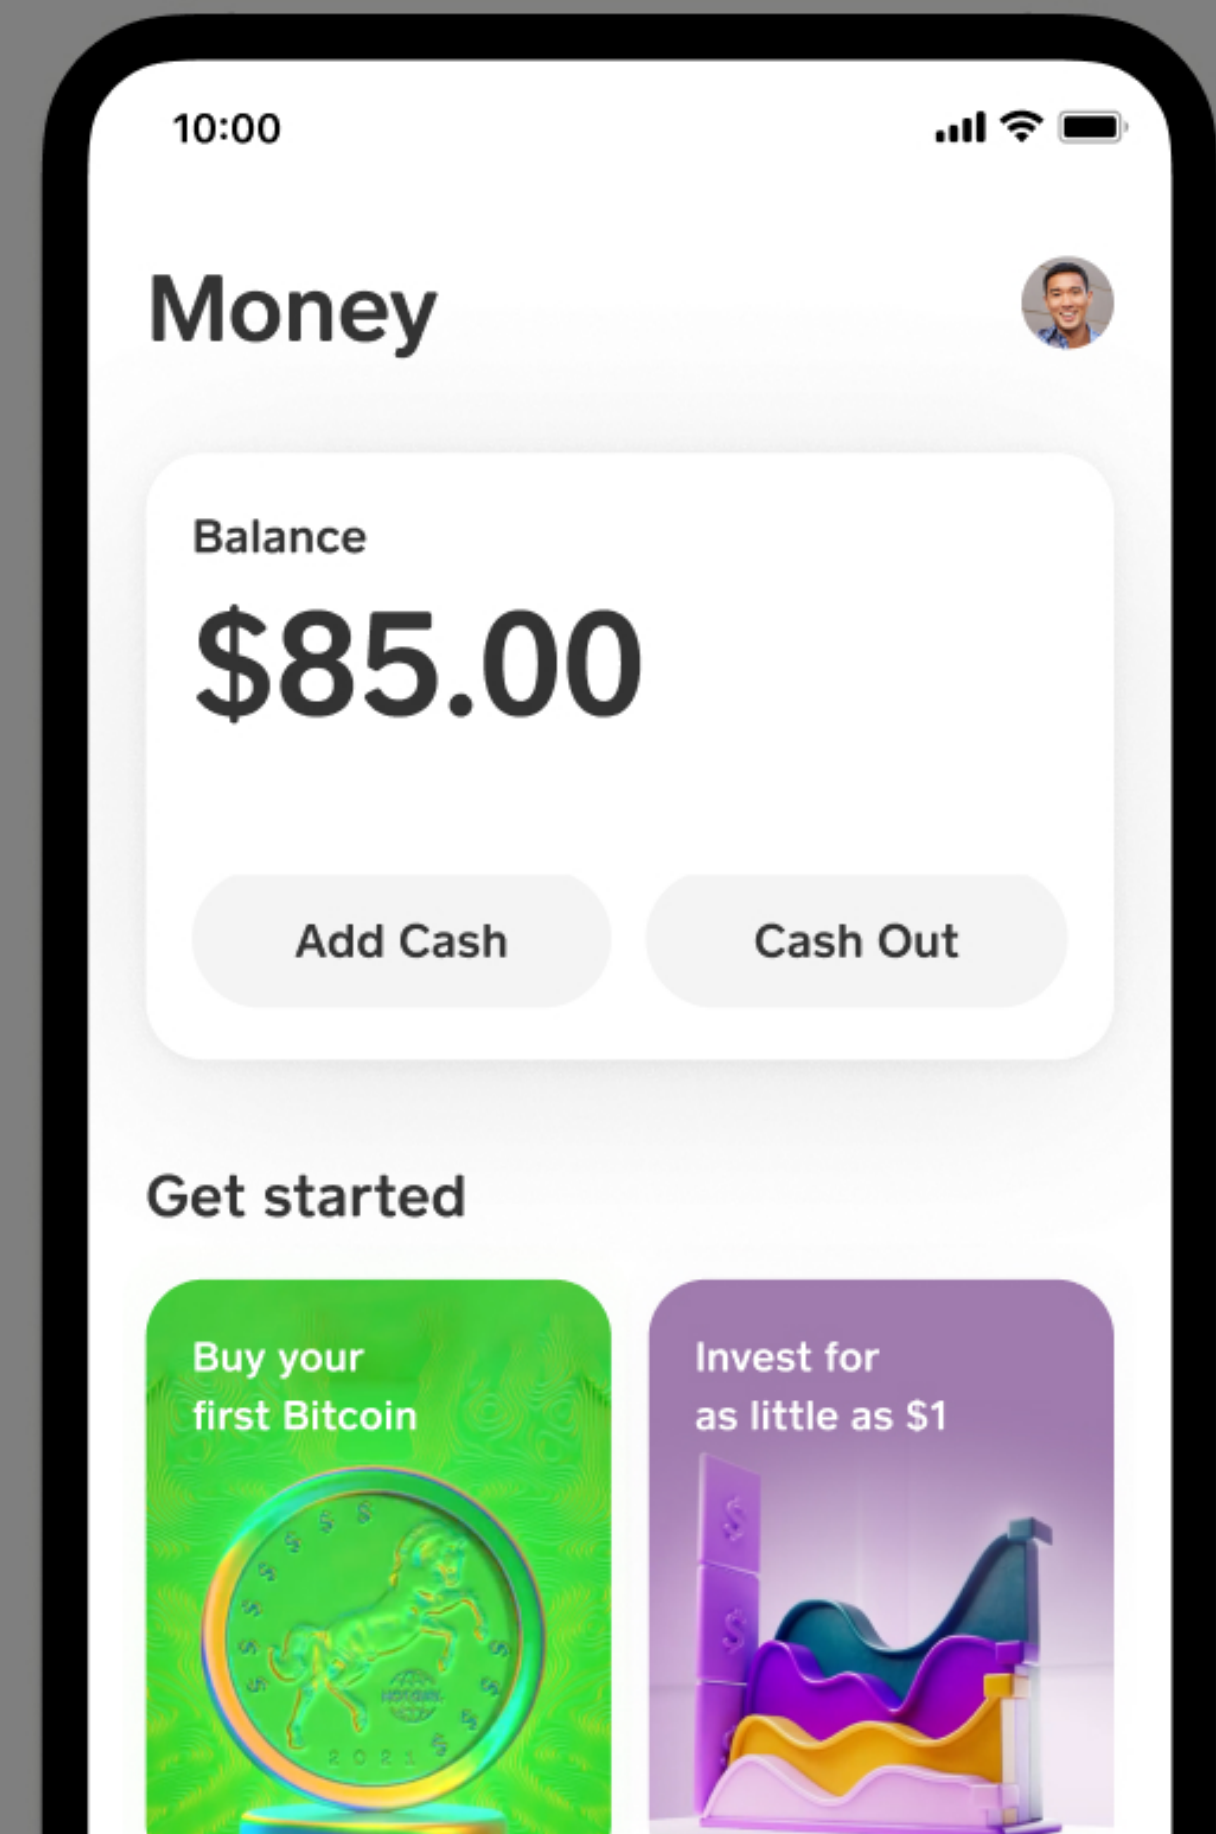 10:00
Money
Balance
$85.00
Add Cash
Cash Out
Get started
Buy your
first Bitcoin
Invest for
as little as $1
$ $ $ $ $ $ $ $ $ $ $ $ $
2021
$
$